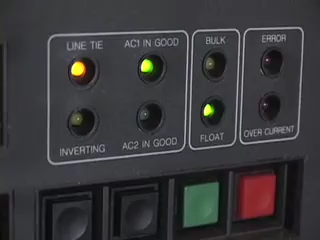 LINE TIE
AC1 IN GOOD
BULK
ERROR
INVERTING
AC2 IN GOOD
FLOAT
OVER CURRENT